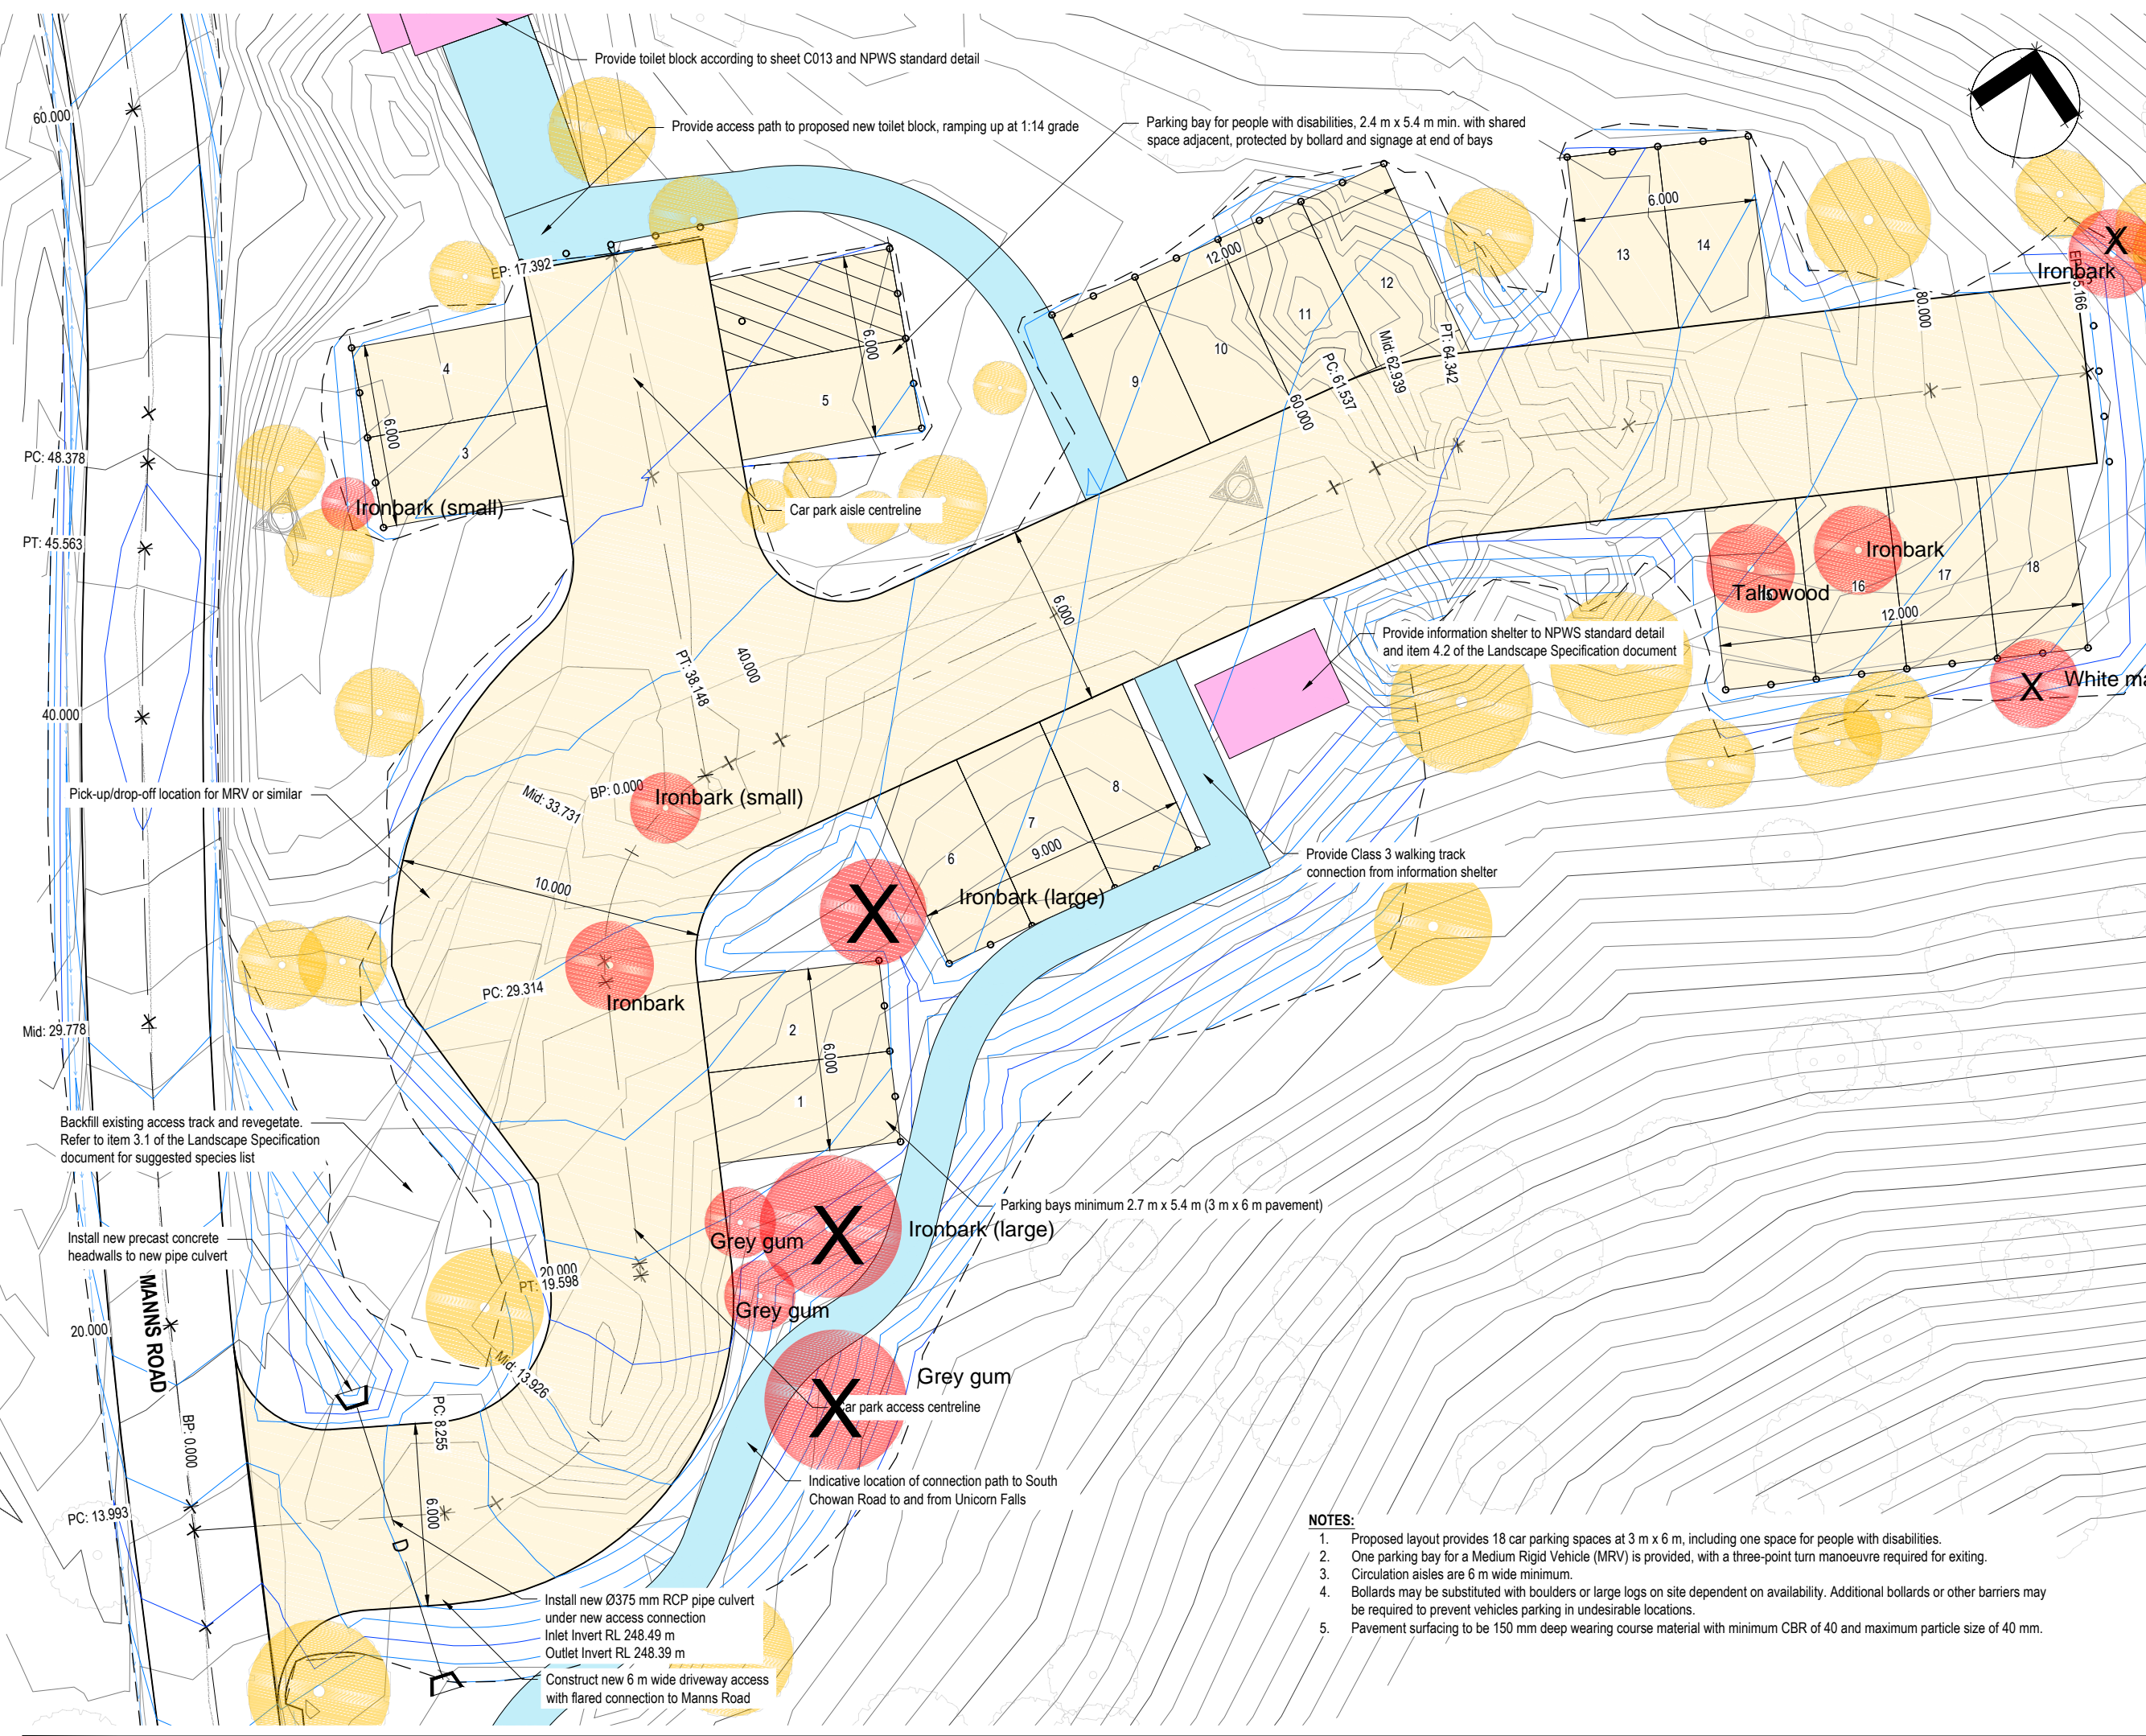 Provide toilet block according to sheet C013 and NPWS standard detail
Provide access path to proposed new toilet block, ramping up at 1:14 grade
Parking bay for people with disabilities, 2.4 m x 5.4 m min. with shared
space adjacent, protected by bollard and signage at end of bays
60.000
EP: 17.392
6.000
4
3
6.000
5
12.000
9
10
11
12
60.000
PC: 61.537
Mid: 62.939
PT: 64.342
6.000
13
14
80.000
Ironbark
PC: 48.378
PT: 45.563
Ironbark (small)
Car park aisle centreline
6.000
Ironbark
Tallowood
16
17
18
12.000
White ma
Provide information shelter to NPWS standard detail
and item 4.2 of the Landscape Specification document
PT: 38.148
40.000
40.000
Pick-up/drop-off location for MRV or similar
Mid: 33.731
BP: 0.000
Ironbark (small)
8
7
6
9.000
Provide Class 3 walking track
connection from information shelter
10.000
X
Ironbark (large)
PC: 29.314
Ironbark
Mid: 29.778
2
1
6.000
Backfill existing access track and revegetate.
Refer to item 3.1 of the Landscape Specification
document for suggested species list
Parking bays minimum 2.7 m x 5.4 m (3 m x 6 m pavement)
Install new precast concrete
headwalls to new pipe culvert
Grey gum
X
Ironbark (large)
20.000
PT: 19.598
Grey gum
MANNS ROAD
20.000
Mid: 13.926
Grey gum
X
Car park access centreline
PC: 8.255
BP: 0.000
6.000
D
PC: 13.993
Indicative location of connection path to South
Chowan Road to and from Unicorn Falls
Install new Ø375 mm RCP pipe culvert
under new access connection
Inlet Invert RL 248.49 m
Outlet Invert RL 248.39 m
Construct new 6 m wide driveway access
with flared connection to Manns Road
NOTES:
1. Proposed layout provides 18 car parking spaces at 3 m x 6 m, including one space for people with disabilities.
2. One parking bay for a Medium Rigid Vehicle (MRV) is provided, with a three-point turn manoeuvre required for exiting.
3. Circulation aisles are 6 m wide minimum.
4. Bollards may be substituted with boulders or large logs on site dependent on availability. Additional bollards or other barriers may
be required to prevent vehicles parking in undesirable locations.
5. Pavement surfacing to be 150 mm deep wearing course material with minimum CBR of 40 and maximum particle size of 40 mm.